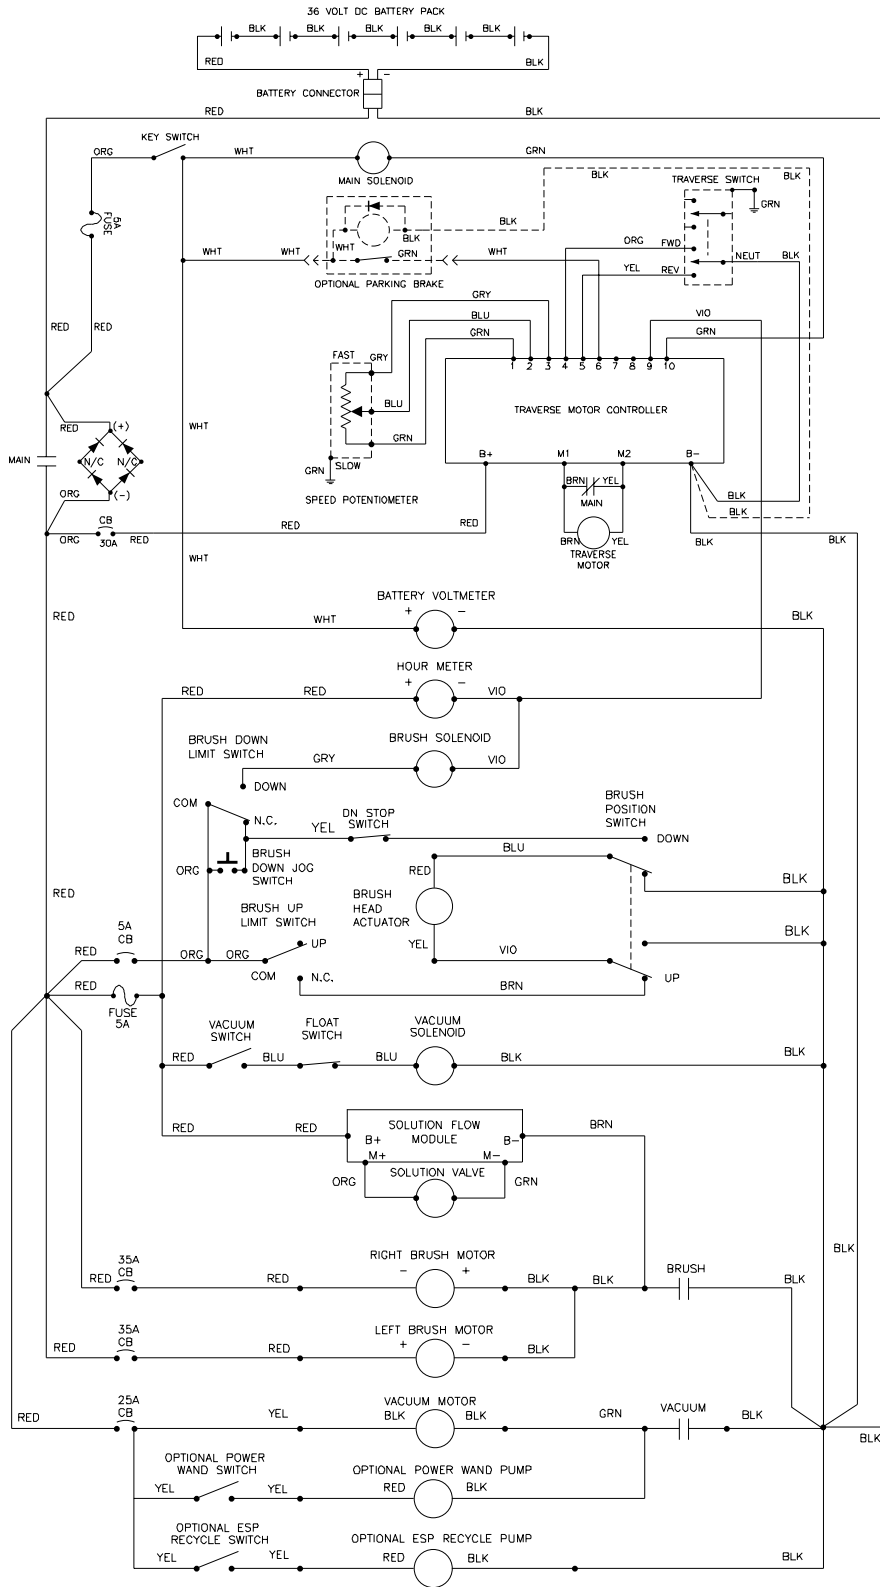 36 VOLT DC BATTERY PACK
BLK BLK BLK BLK BLK
RED BLK
+ −
BATTERY CONNECTOR
RED BLK
KEY SWITCH
ORG WHT GRN
MAIN SOLENOID
BLK TRAVERSE SWITCH BLK
5A FUSE
GRN
BLK
WHT BLK
ORG FWD
WHT WHT GRN WHT
NEUT BLK
YEL REV
OPTIONAL PARKING BRAKE
GRY
BLU VIO
RED RED
GRN GRN
FAST GRY
1 2 3 4 5 6 7 8 9 10
BLU
TRAVERSE MOTOR CONTROLLER
RED (+)
WHT
GRN
MAIN N/C N/C
B+ M1 M2 B−
SLOW
GRN
BRN YEL
ORG (−)
SPEED POTENTIOMETER
MAIN BLK
BLK
CB
RED RED
ORG 30A RED
BRN YEL BLK BLK
TRAVERSE MOTOR
WHT
BATTERY VOLTMETER
+ −
RED WHT BLK
HOUR METER
+ −
RED RED VIO
BRUSH DOWN LIMIT SWITCH
BRUSH SOLENOID
GRY VIO
DOWN
COM
N.C.
DN STOP SWITCH
BRUSH POSITION SWITCH
YEL DOWN
BRUSH DOWN JOG SWITCH
ORG
BLU
RED
BLK
RED
BRUSH HEAD ACTUATOR
BRUSH UP LIMIT SWITCH
5A CB
UP
YEL VIO BLK
RED ORG ORG
COM N.C. UP
RED BRN
FUSE 5A
VACUUM SWITCH
FLOAT SWITCH
VACUUM SOLENOID
RED BLU BLU BLK BLK
SOLUTION FLOW MODULE
RED RED BRN
B+ B−
M+ M−
SOLUTION VALVE
ORG GRN
BLK
35A CB
RIGHT BRUSH MOTOR
− +
BRUSH
RED RED BLK BLK BLK
35A CB
LEFT BRUSH MOTOR
+ −
RED RED BLK
25A CB
VACUUM MOTOR
VACUUM
RED YEL BLK BLK GRN BLK
BLK
OPTIONAL POWER WAND SWITCH
OPTIONAL POWER WAND PUMP
YEL YEL RED BLK
OPTIONAL ESP RECYCLE SWITCH
OPTIONAL ESP RECYCLE PUMP
YEL YEL RED BLK BLK